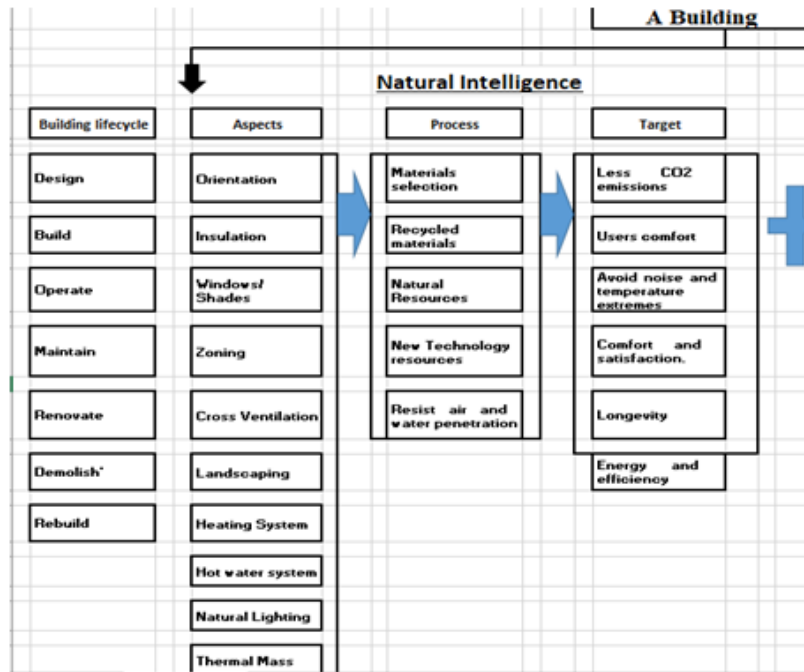 A Building
Natural Intelligence
Building lifecycle
Aspects
Process
Target
Design
Build
Operate
Maintain
Renovate
Demolish*
Rebuild
Orientation
Insulation
Windows/
Shades
Zoning
Cross Ventilation
Landscaping
Heating System
Hot water system
Natural Lighting
Thermal Mass
Materials
selection
Recycled
materials
Natural
Resources
New Technology
resources
Resist air and
water penetration
Less CO2
emissions
Users comfort
Avoid noise and
temperature
extremes
Comfort and
satisfaction.
Longevity
Energy and
efficiency